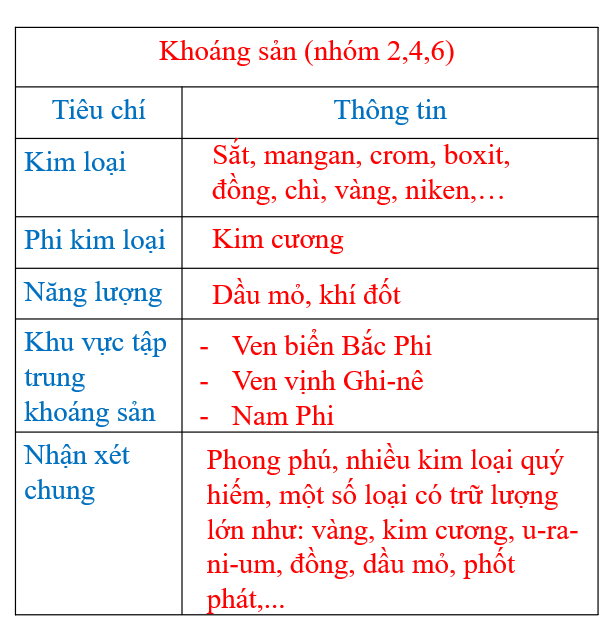 Khoáng sản (nhóm 2,4,6)
Tiêu chí
Thông tin
Kim loại
Sắt, mangan, crom, boxit,
đồng, chì, vàng, niken,…
Phi kim loại
Kim cương
Năng lượng
Dầu mỏ, khí đốt
Khu vực tập
trung
khoáng sản
- Ven biển Bắc Phi
- Ven vịnh Ghi-nê
- Nam Phi
Nhận xét
chung
Phong phú, nhiều kim loại quý
hiếm, một số loại có trữ lượng
lớn như: vàng, kim cương, u-ra-
ni-um, đồng, dầu mỏ, phốt
phát,...